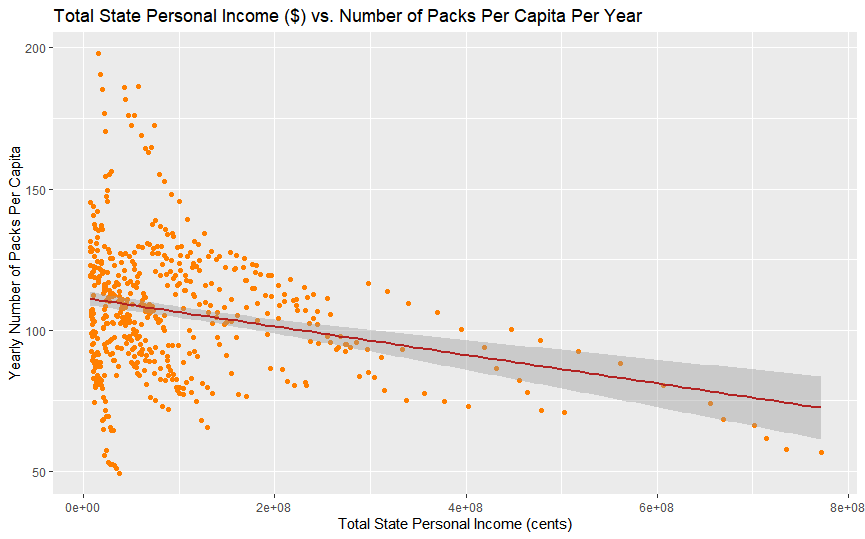 Total State Personal Income ($) vs. Number of Packs Per Capita Per Year
Yearly Number of Packs Per Capita
200
150
100
50
0e+00 2e+08 4e+08 6e+08 8e+08
Total State Personal Income (cents)